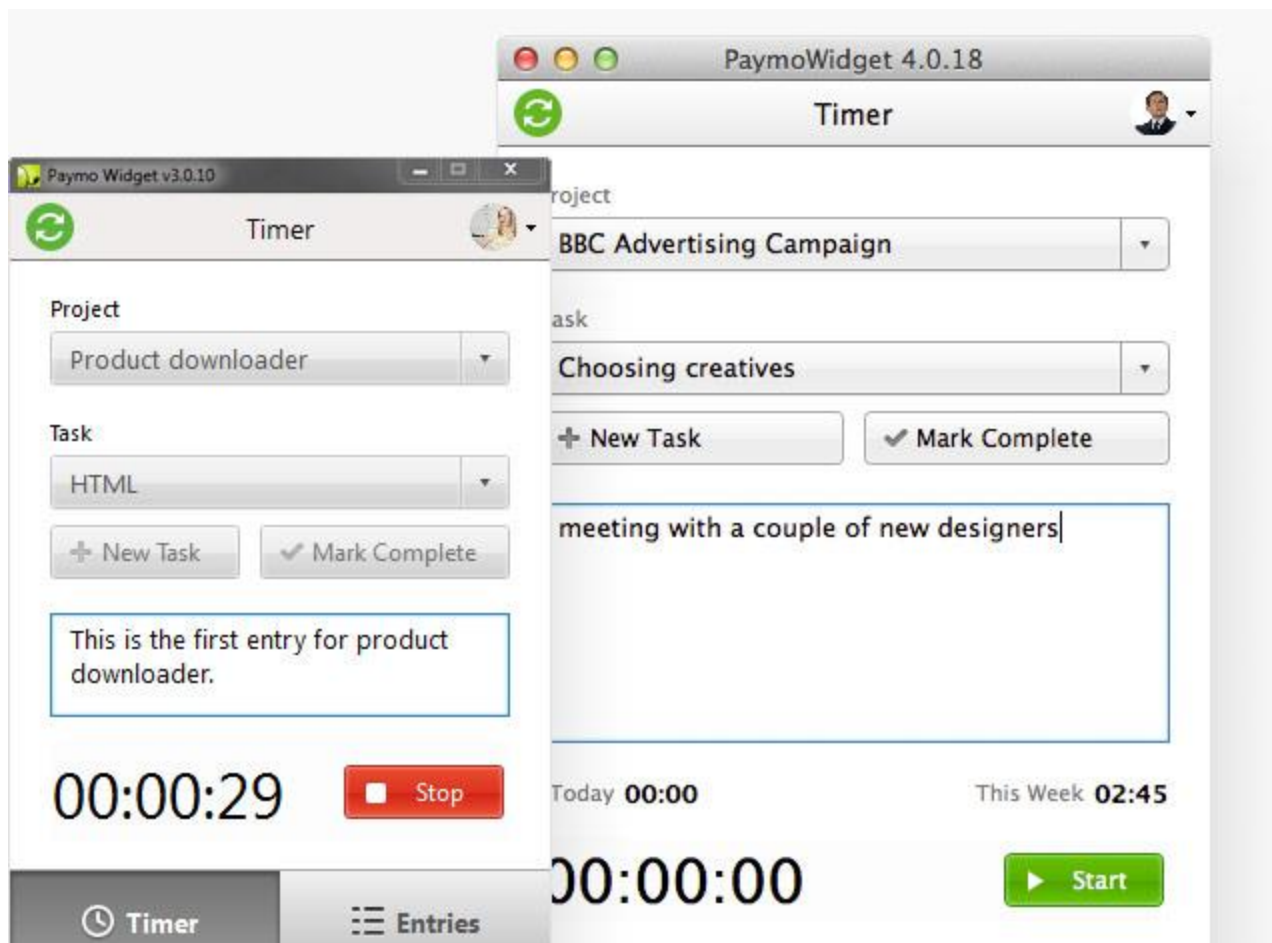 PaymoWidget 4.0.18
Timer
roject
BBC Advertising Campaign
ask
Choosing creatives
New Task
Mark Complete
meeting with a couple of new designers
Today 00:00
This Week 02:45
00:00:00
Start
Paymo Widget v3.0.10
Timer
Project
Product downloader
Task
HTML
New Task
Mark Complete
This is the first entry for product
downloader.
00:00:29
Stop
Timer
Entries